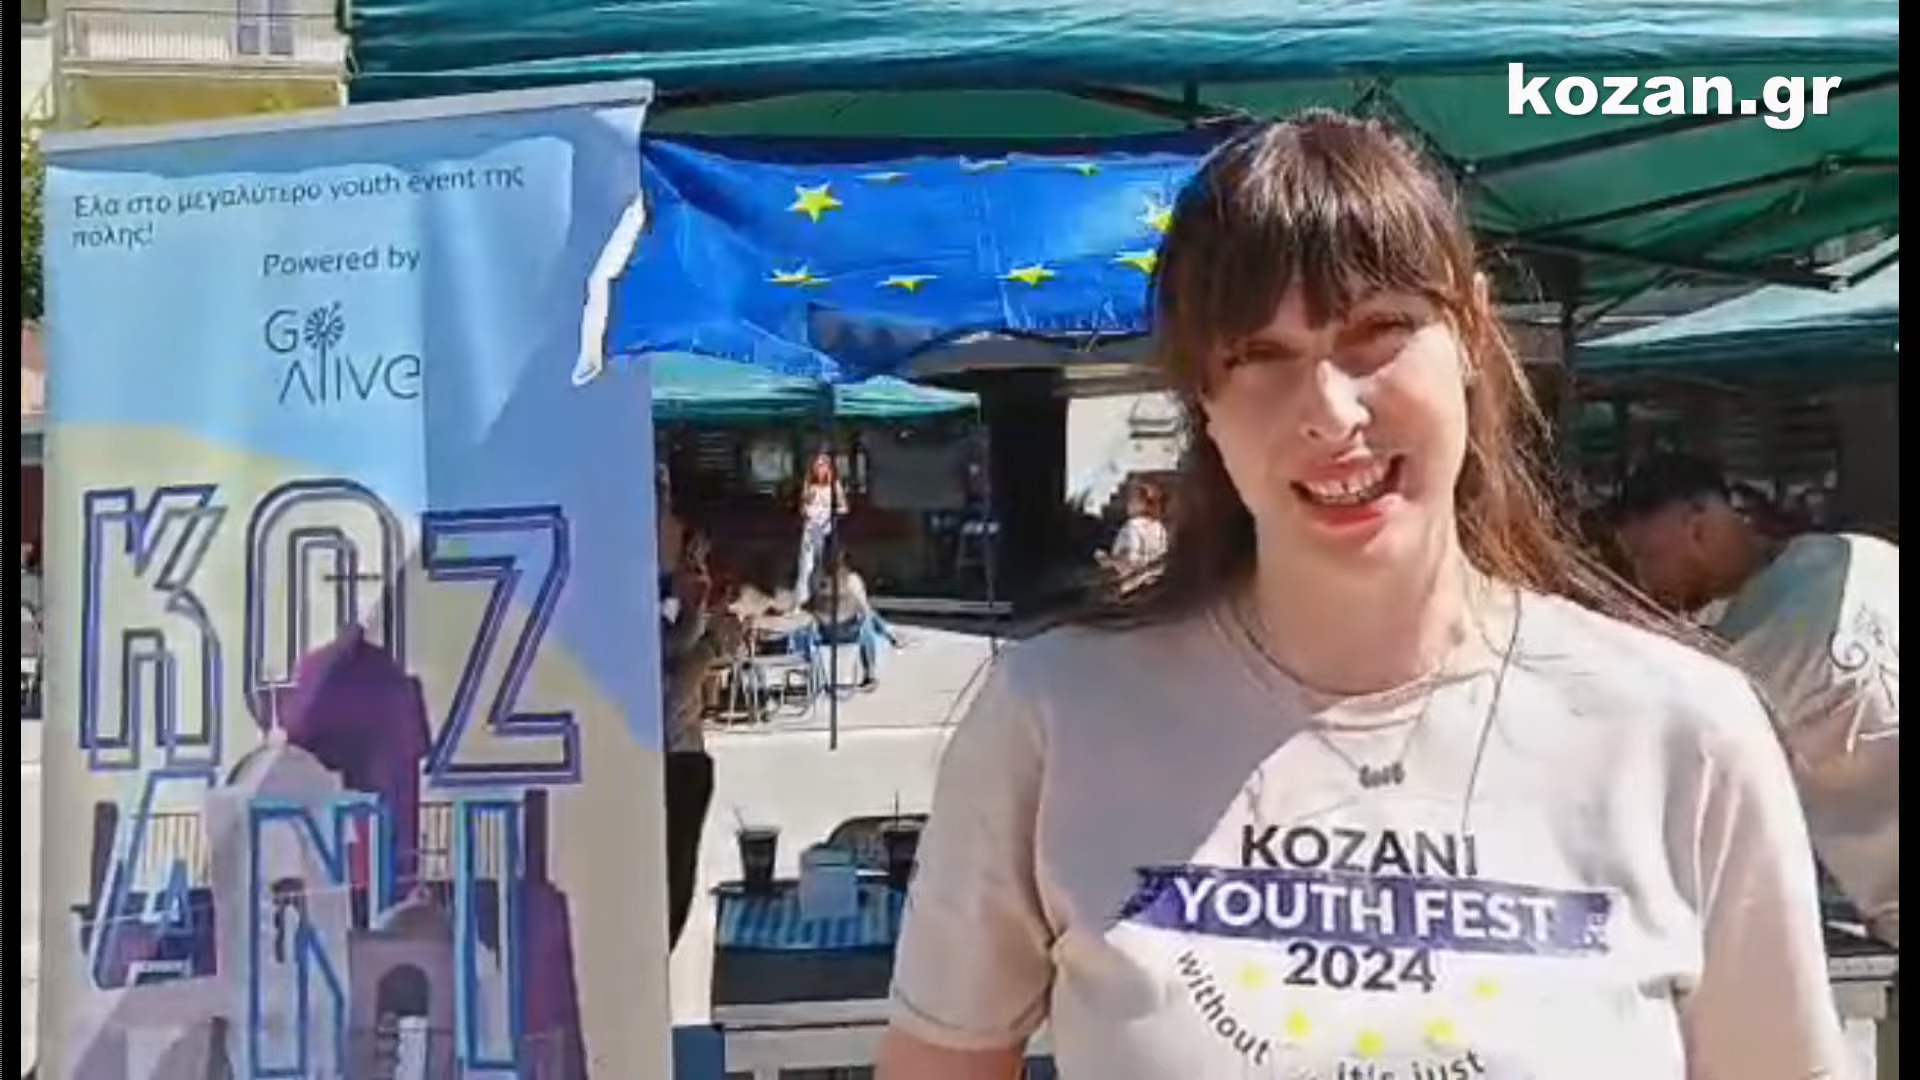 kozan.gr
Έλα στο μεγαλύτερο youth event της
πόλης!
Powered by
GO
ALIVE
KOZ
ANI
KOZANI
YOUTH FEST
2024
without
it's just